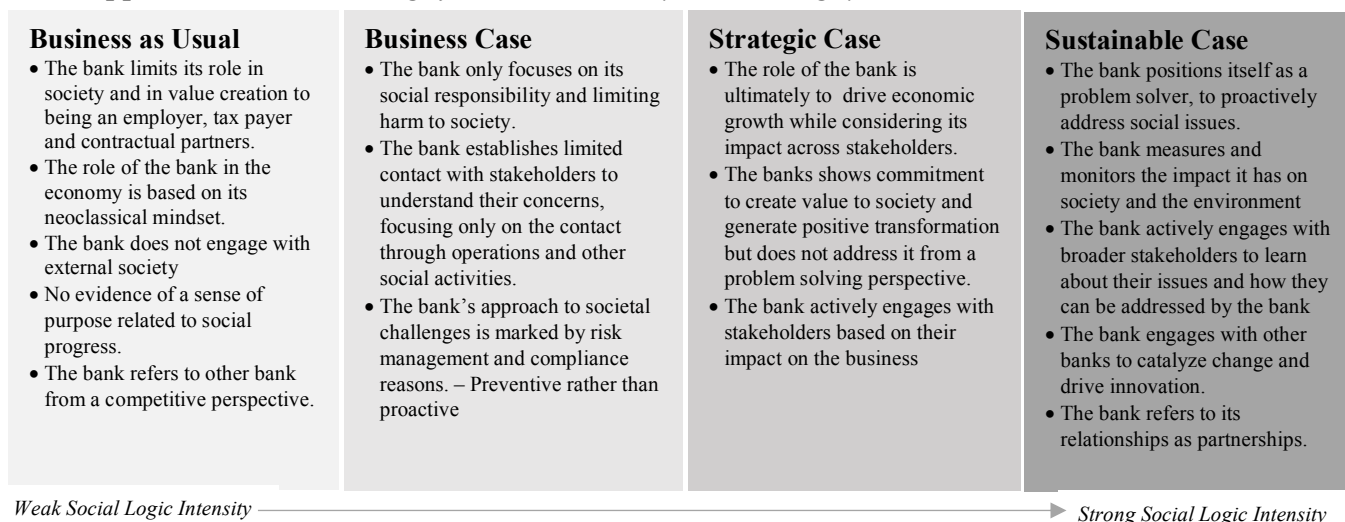 Business as Usual
• The bank limits its role in
society and in value creation to
being an employer, tax payer
and contractual partners.
• The role of the bank in the
economy is based on its
neoclassical mindset.
• The bank does not engage with
external society
• No evidence of a sense of
purpose related to social
progress.
• The bank refers to other bank
from a competitive perspective.
Business Case
• The bank only focuses on its
social responsibility and limiting
harm to society.
• The bank establishes limited
contact with stakeholders to
understand their concerns,
focusing only on the contact
through operations and other
social activities.
• The bank's approach to societal
challenges is marked by risk
management and compliance
reasons. – Preventive rather than
proactive
Strategic Case
• The role of the bank is
ultimately to drive economic
growth while considering its
impact across stakeholders.
• The banks shows commitment
to create value to society and
generate positive transformation
but does not address it from a
problem solving perspective.
• The bank actively engages with
stakeholders based on their
impact on the business
Sustainable Case
• The bank positions itself as a
problem solver, to proactively
address social issues.
• The bank measures and
monitors the impact it has on
society and the environment
• The bank actively engages with
broader stakeholders to learn
about their issues and how they
can be addressed by the bank
• The bank engages with other
banks to catalyze change and
drive innovation.
• The bank refers to its
relationships as partnerships.
Weak Social Logic Intensity
Strong Social Logic Intensity